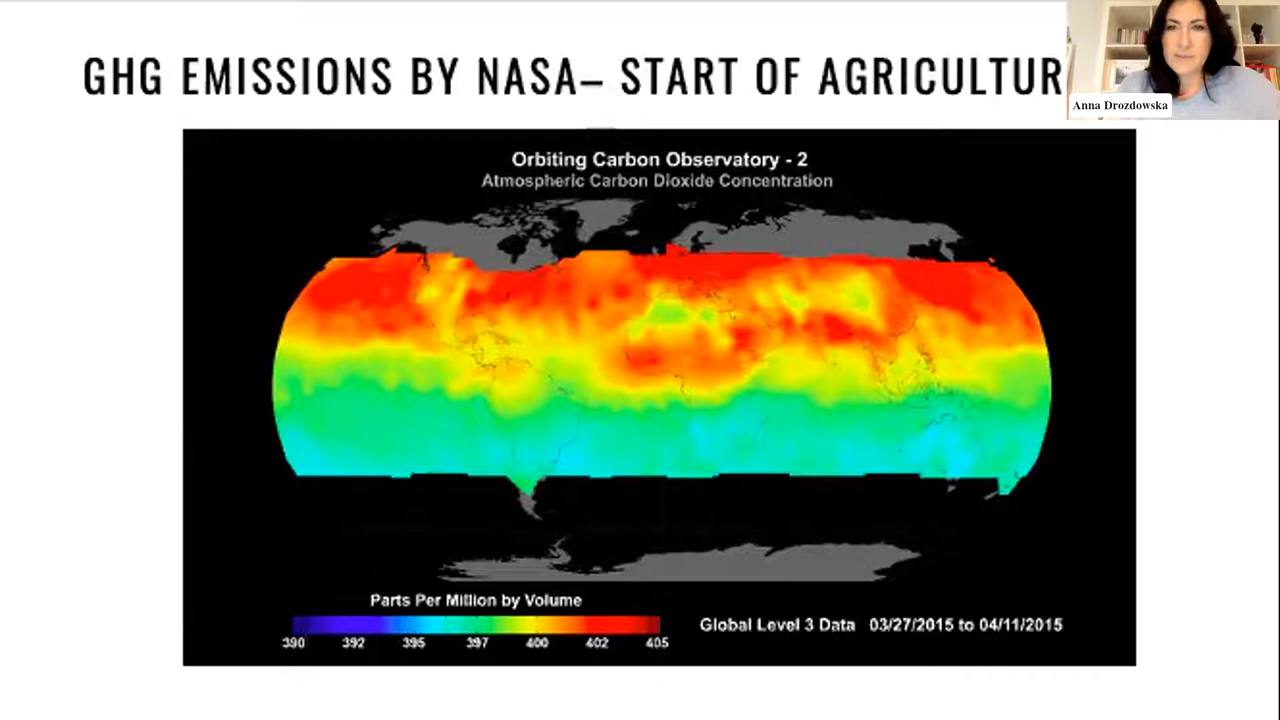 GHG EMISSIONS BY NASA– START OF AGRICULTUR
Anna Drozdowska
Orbiting Carbon Observatory - 2
Atmospheric Carbon Dioxide Concentration
Parts Per Million by Volume
390 392 395 397 400 402 405
Global Level 3 Data 03/27/2015 to 04/11/2015